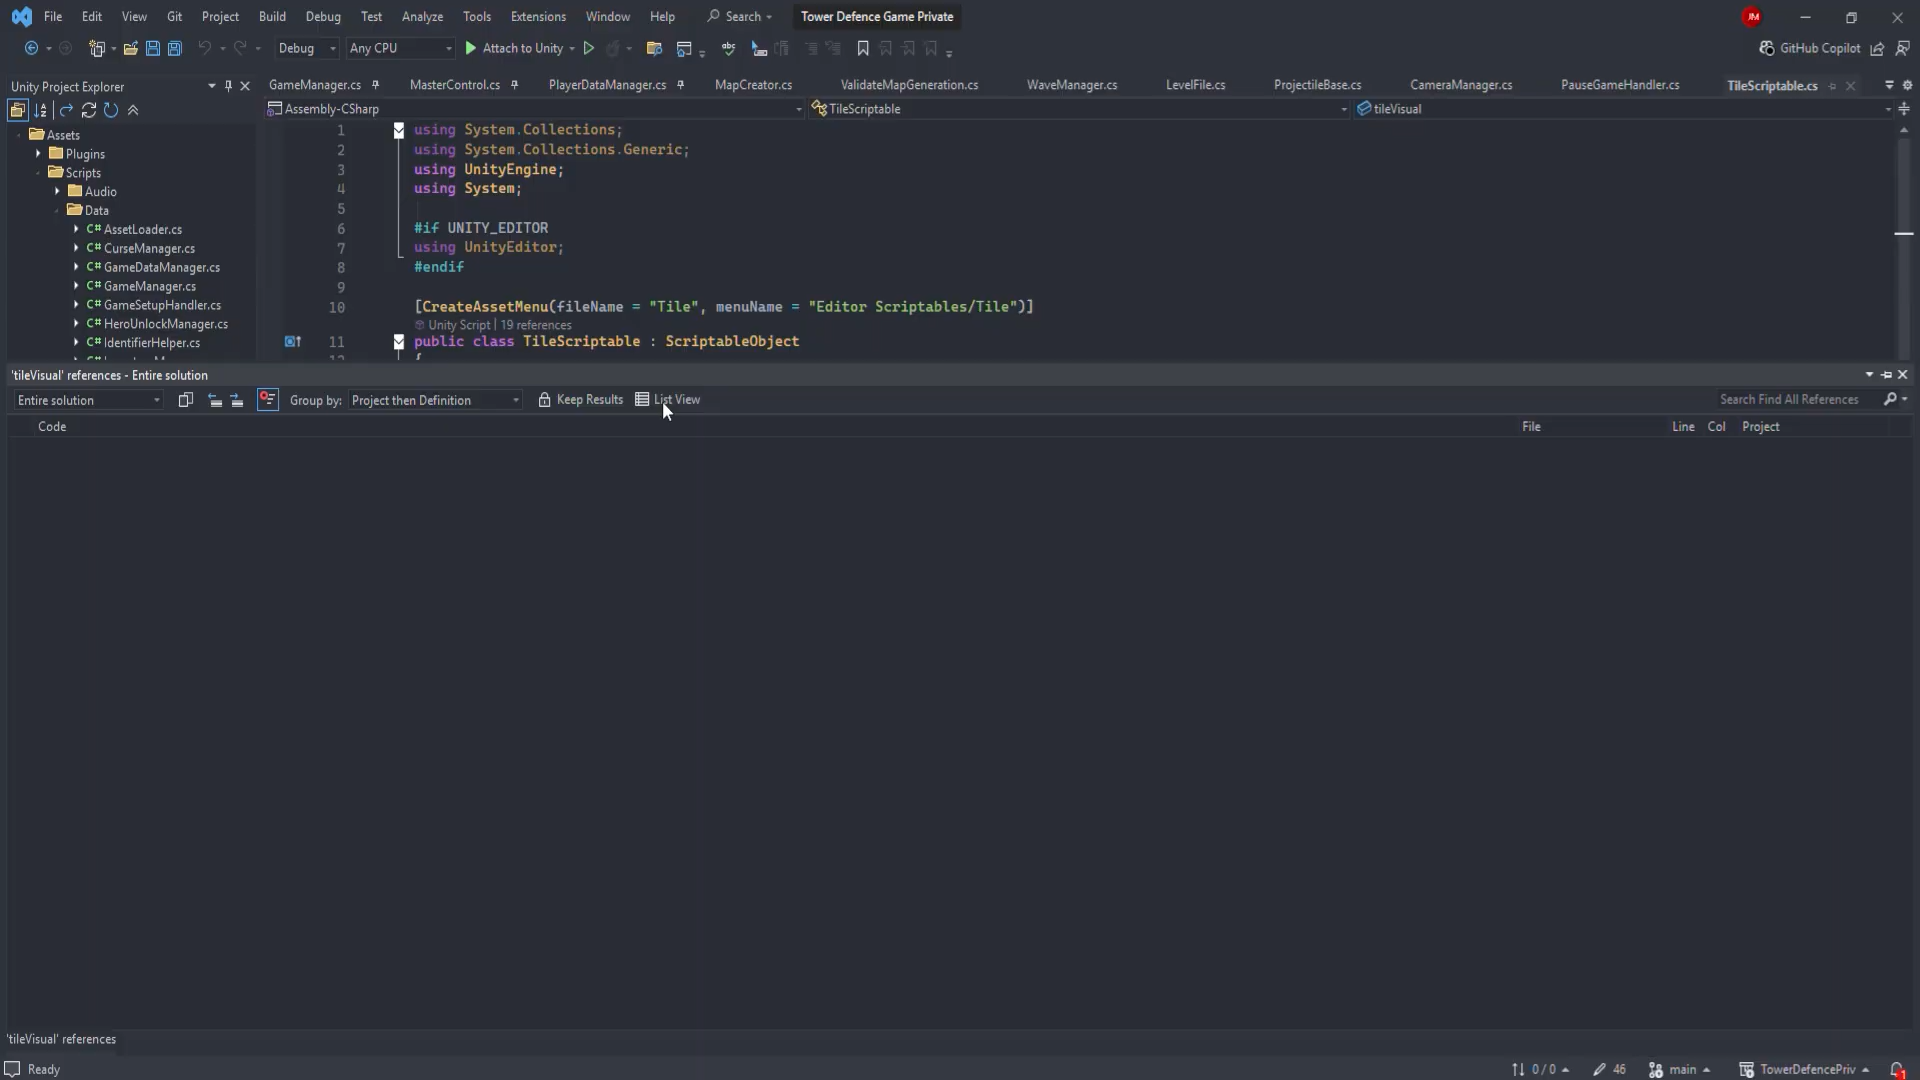 File Edit View Git Project Build Debug Test Analyze Tools Extensions Window Help Search Tower Defence Game Private JM
Debug Any CPU Attach to Unity GitHub Copilot
Unity Project Explorer
GameManager.cs MasterControl.cs PlayerDataManager.cs MapCreator.cs ValidateMapGeneration.cs WaveManager.cs LevelFile.cs ProjectileBase.cs CameraManager.cs PauseGameHandler.cs TileScriptable.cs
Assembly-CSharp TileScriptable tileVisual
Assets
Plugins
Scripts
Audio
Data
C# AssetLoader.cs
C# CurseManager.cs
C# GameDataManager.cs
C# GameManager.cs
C# GameSetupHandler.cs
C# HeroUnlockManager.cs
C# IdentifierHelper.cs
1 using System.Collections;
2 using System.Collections.Generic;
3 using UnityEngine;
4 using System;
5
6 #if UNITY_EDITOR
7 using UnityEditor;
8 #endif
9
10 [CreateAssetMenu(fileName = "Tile", menuName = "Editor Scriptables/Tile")]
Unity Script | 19 references
11 public class TileScriptable : ScriptableObject
12 {
'tileVisual' references - Entire solution
Entire solution Group by: Project then Definition Keep Results List View Search Find All References
Code File Line Col Project
'tileVisual' references
Ready 0 / 0 46 main TowerDefencePriv 1